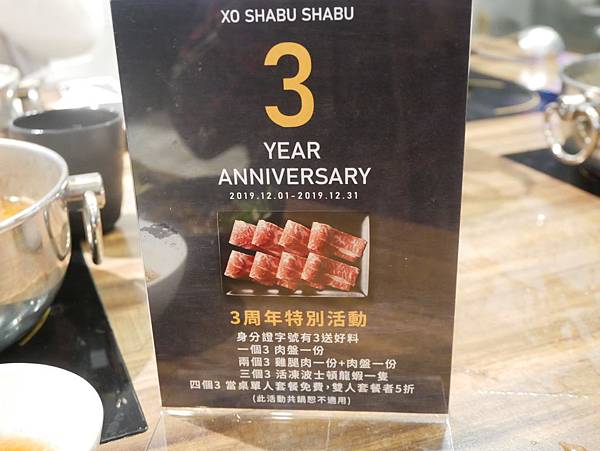 XO SHABU SHABU
3
YEAR
ANNIVERSARY
2019.12.01-2019.12.31
3周年特別活動
身分證字號有3送好料
一個3 肉盤一份
兩個3 雞腿肉一份+肉盤一份
三個3 活凍波士頓龍蝦一隻
四個3 當桌單人套餐免費,雙人套餐者5折
(此活動共鍋恕不適用)